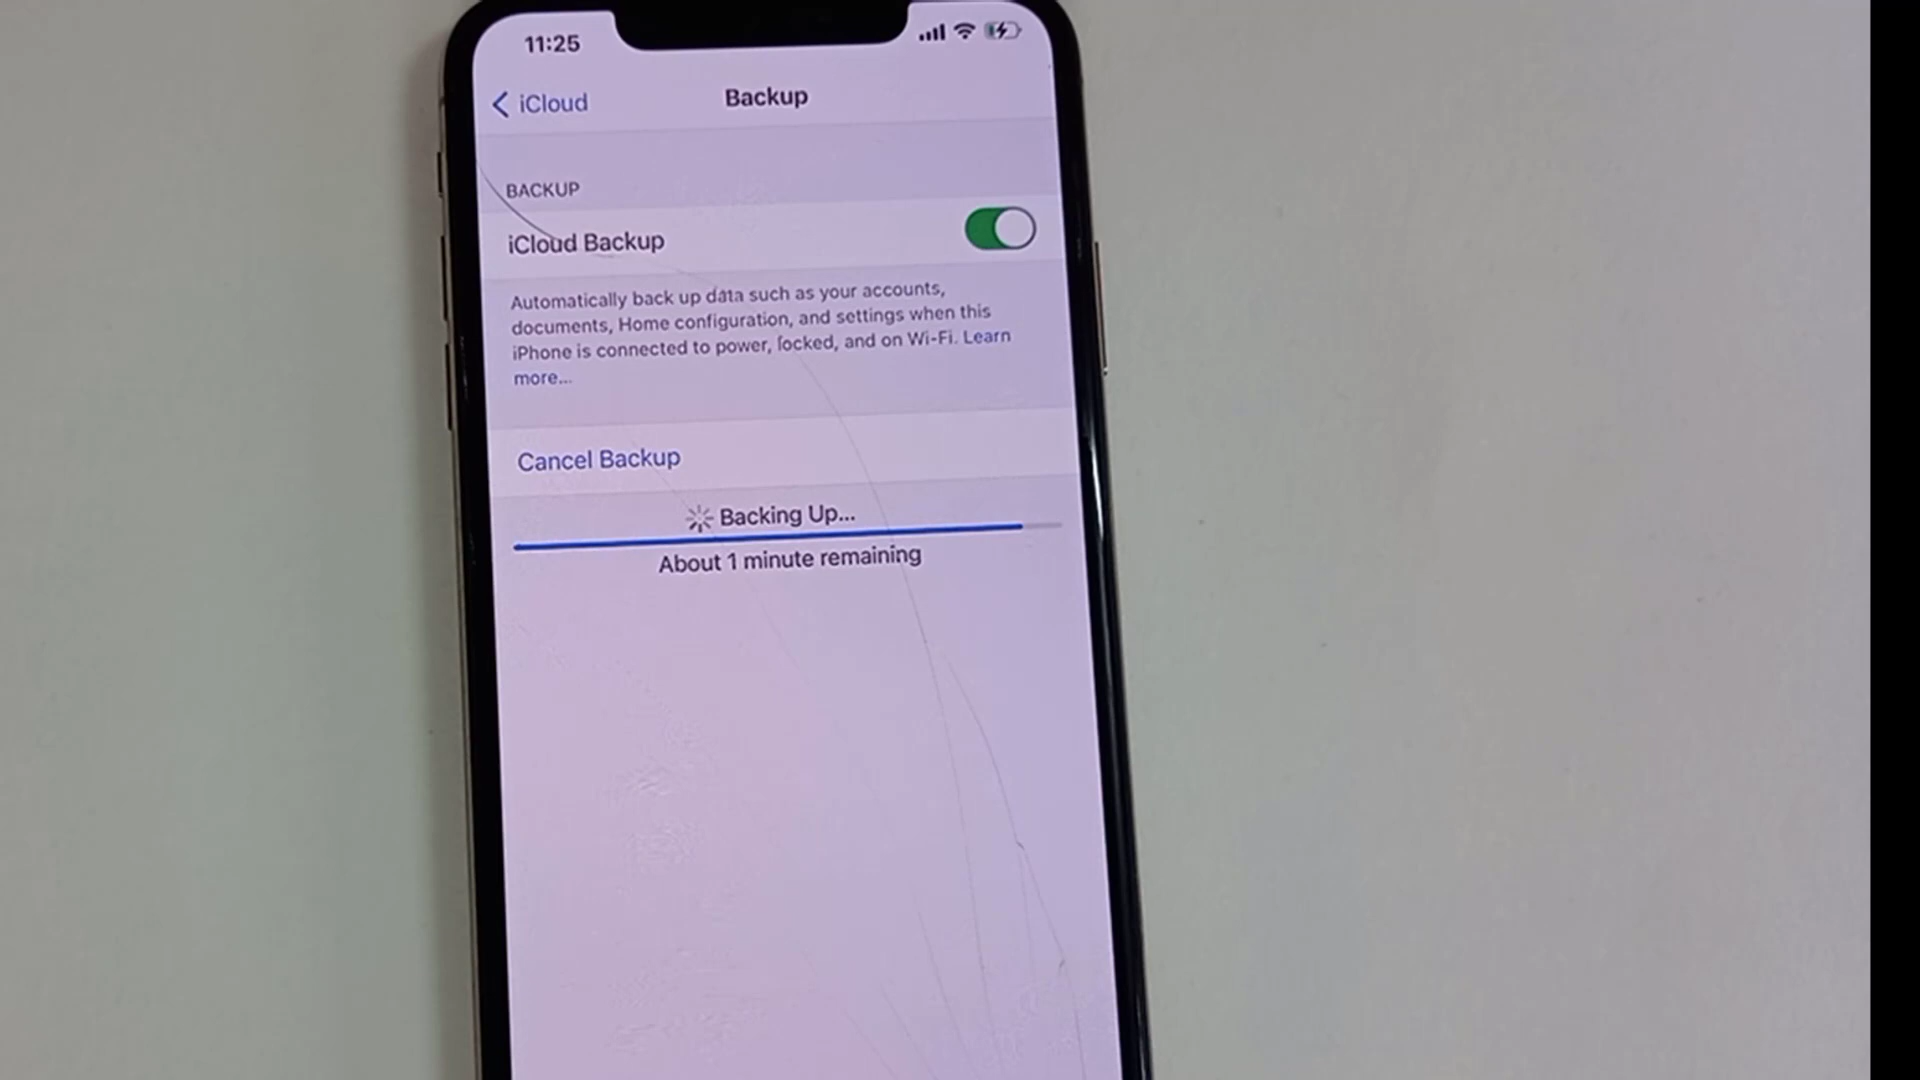 11:25
iCloud
Backup
BACKUP
iCloud Backup
Automatically back up data such as your accounts,
documents, Home configuration, and settings when this
iPhone is connected to power, locked, and on Wi-Fi. Learn
more...
Cancel Backup
Backing Up...
About 1 minute remaining